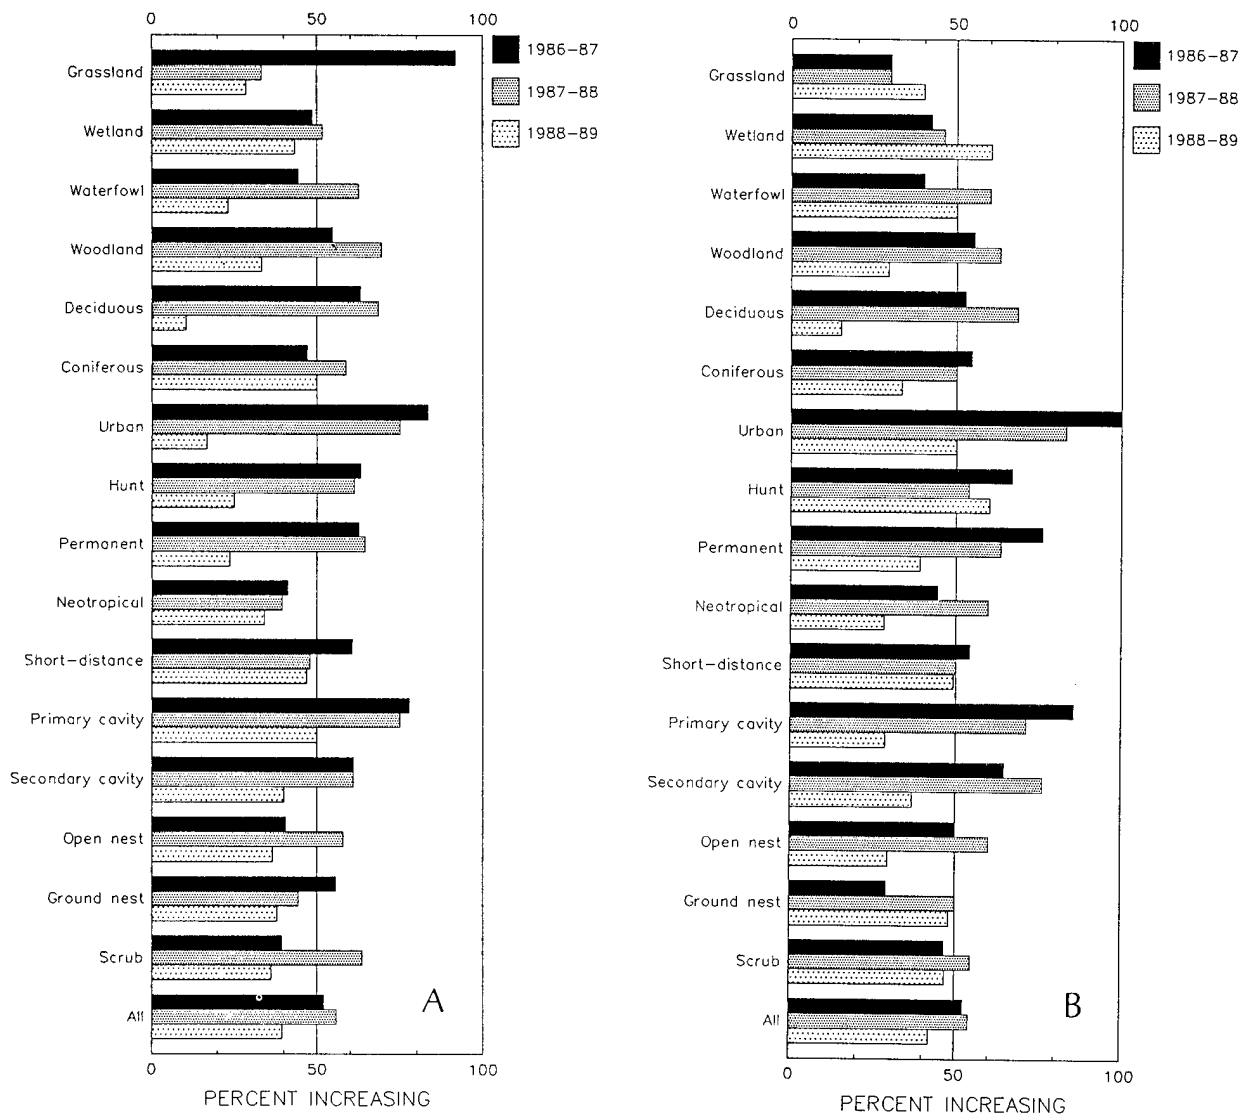 0 50 100
1986-87
1987-88
1988-89
Grassland
Wetland
Waterfowl
Woodland
Deciduous
Coniferous
Urban
Hunt
Permanent
Neotropical
Short-distance
Primary cavity
Secondary cavity
Open nest
Ground nest
Scrub
All
A
0 50 100
PERCENT INCREASING
0 50 100
1986-87
1987-88
1988-89
Grassland
Wetland
Waterfowl
Woodland
Deciduous
Coniferous
Urban
Hunt
Permanent
Neotropical
Short-distance
Primary cavity
Secondary cavity
Open nest
Ground nest
Scrub
All
B
0 50 100
PERCENT INCREASING